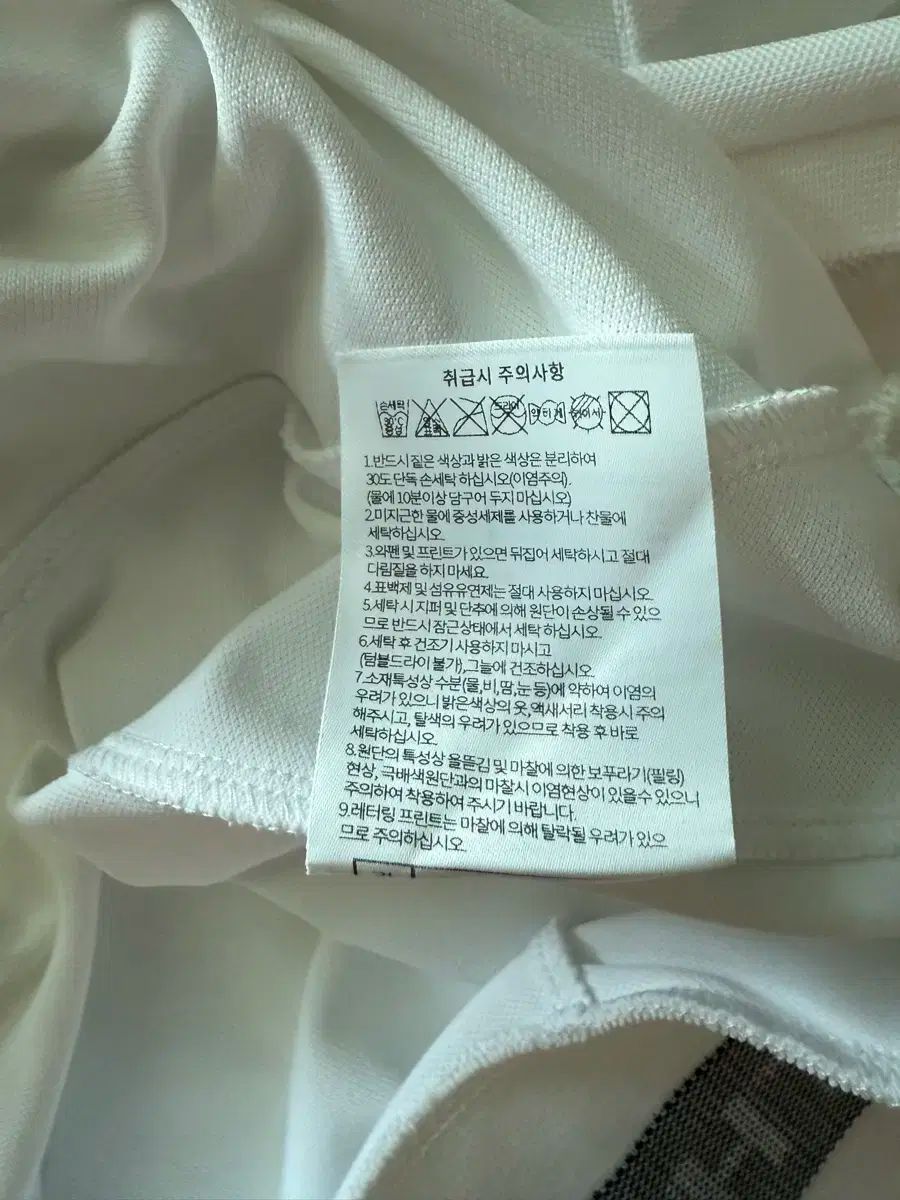 취급시 주의사항
손세탁 30℃ 중성
드라이
1.반드시 짙은 색상과 밝은 색상은 분리하여
30도 단독 손세탁 하십시오(이염주의).
(물에 10분이상 담구어 두지 마십시오)
2.미지근한 물에 중성세제를 사용하거나 찬물에
세탁하십시오.
3.와펜 및 프린트가 있으면 뒤집어 세탁하시고 절대
다림질을 하지 마세요.
4.표백제 및 섬유유연제는 절대 사용하지 마십시오.
5.세탁 시 지퍼 및 단추에 의해 원단이 손상될 수 있으
므로 반드시 잠근상태에서 세탁 하십시오.
6.세탁 후 건조기 사용하지 마시고
(텀블드라이 불가),그늘에 건조하십시오.
7.소재특성상 수분(물,비,땀,눈 등)에 약하여 이염의
우려가 있으니 밝은색상의 옷,액새서리 착용시 주의
해주시고, 탈색의 우려가 있으므로 착용 후 바로
세탁하십시오.
8.원단의 특성상 올뜯김 및 마찰에 의한 보푸라기(필링)
현상, 극배색원단과의 마찰시 이염현상이 있을수 있으니
주의하여 착용하여 주시기 바랍니다.
9.레터링 프린트는 마찰에 의해 탈락될 우려가 있으
므로 주의하십시오.